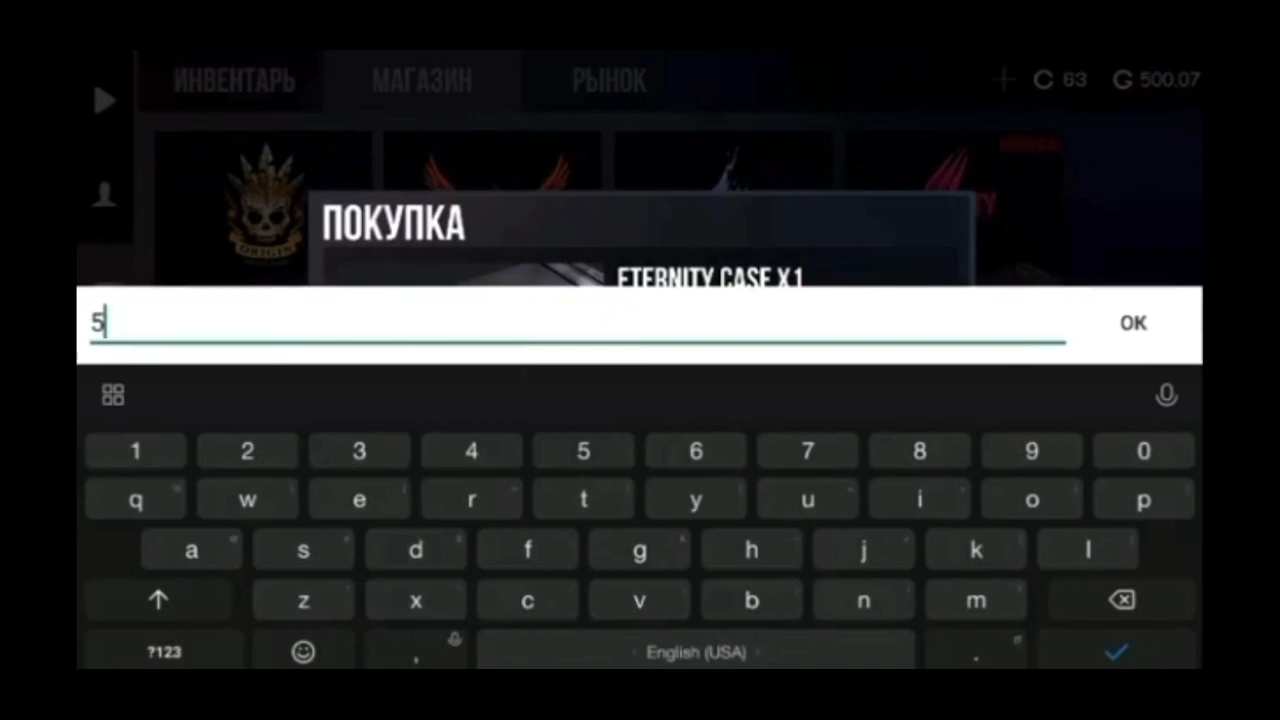 ИНВЕНТАРЬ МАГАЗИН РЫНОК 63 500.07
ORIGIN
ПОКУПКА
ETERNITY CASE X1
5 OK
1 2 3 4 5 6 7 8 9 0
q w e r t y u i o p
a s d f g h j k l
z x c v b n m
?123 , English (USA) .